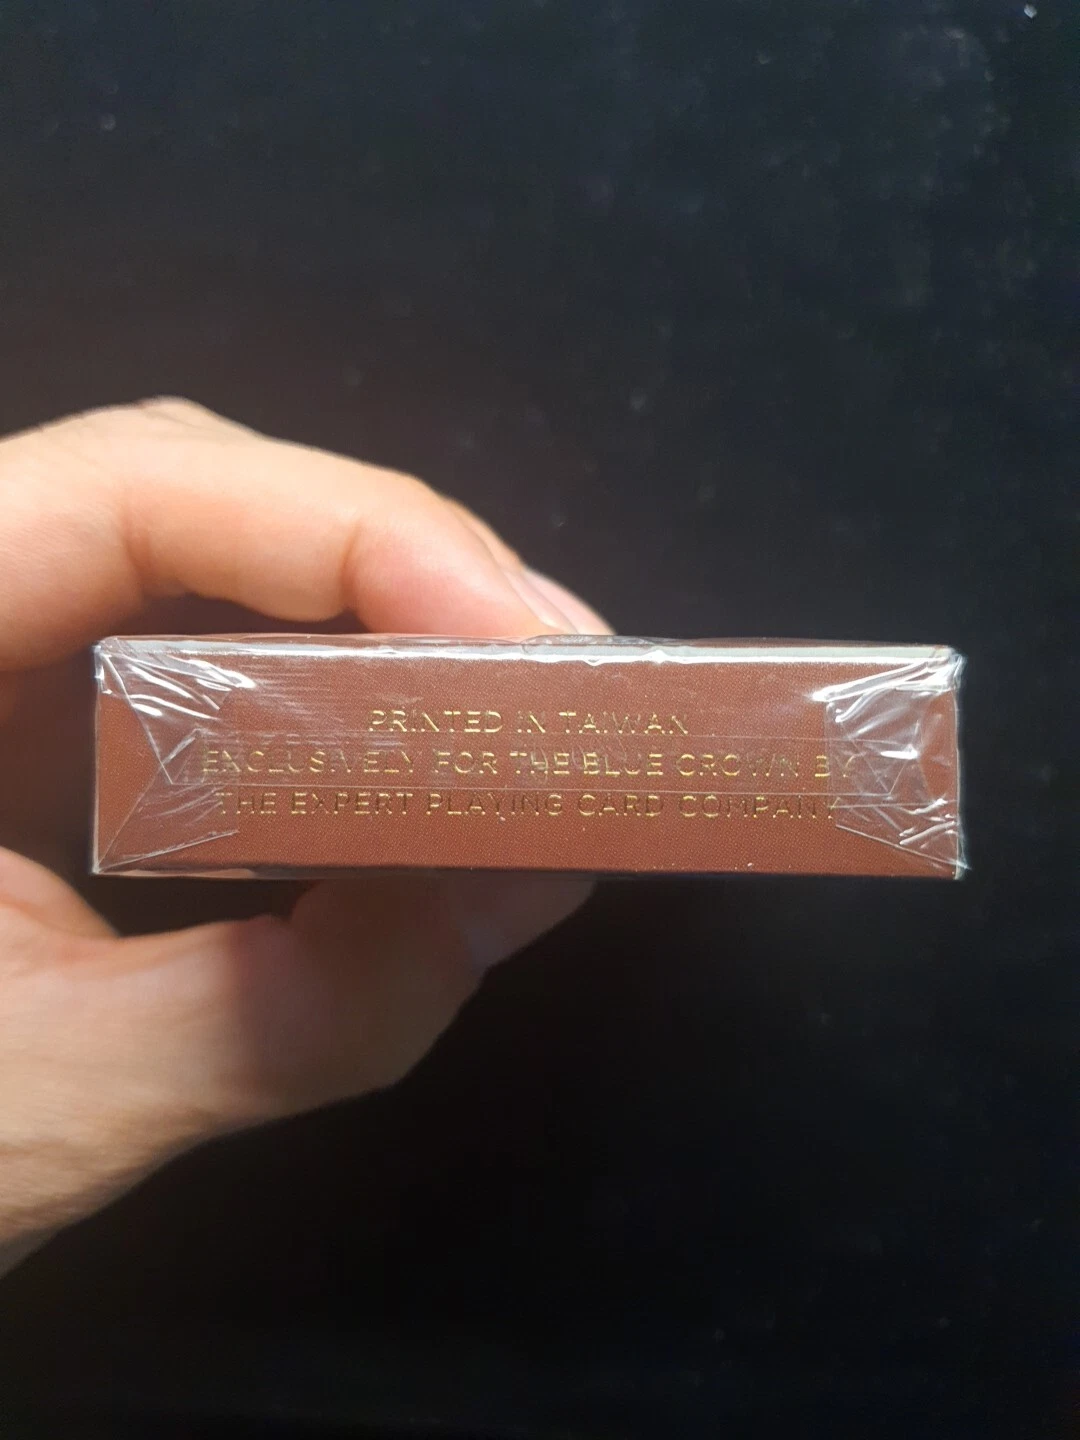 PRINTED IN TAIWAN
EXCLUSIVELY FOR THE BLUE CROWN BY
THE EXPERT PLAYING CARD COMPANY